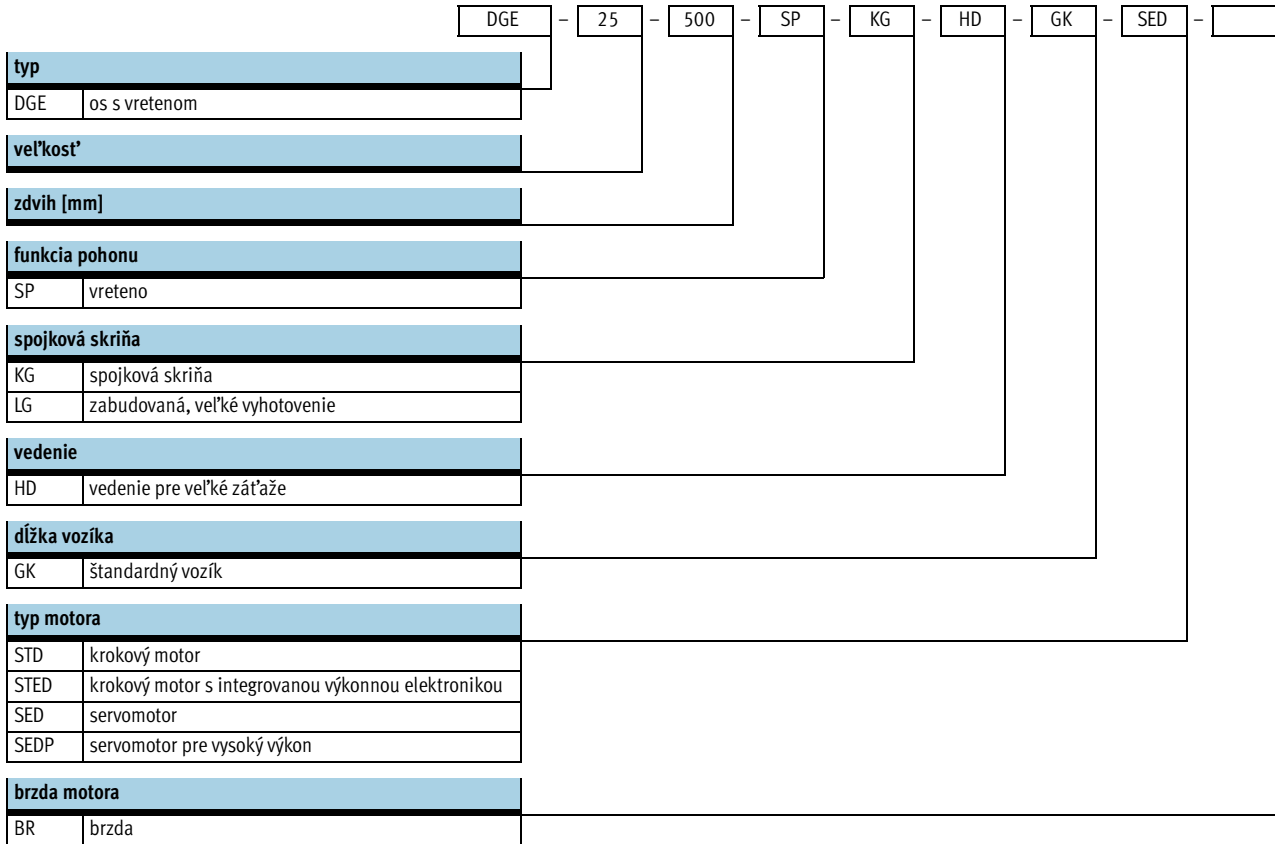 DGE – 25 – 500 – SP – KG – HD – GK – SED –
typ
DGE os s vretenom
veľkosť
zdvih [mm]
funkcia pohonu
SP vreteno
spojková skriňa
KG spojková skriňa
LG zabudovaná, veľké vyhotovenie
vedenie
HD vedenie pre veľké záťaže
dĺžka vozíka
GK štandardný vozík
typ motora
STD krokový motor
STED krokový motor s integrovanou výkonnou elektronikou
SED servomotor
SEDP servomotor pre vysoký výkon
brzda motora
BR brzda